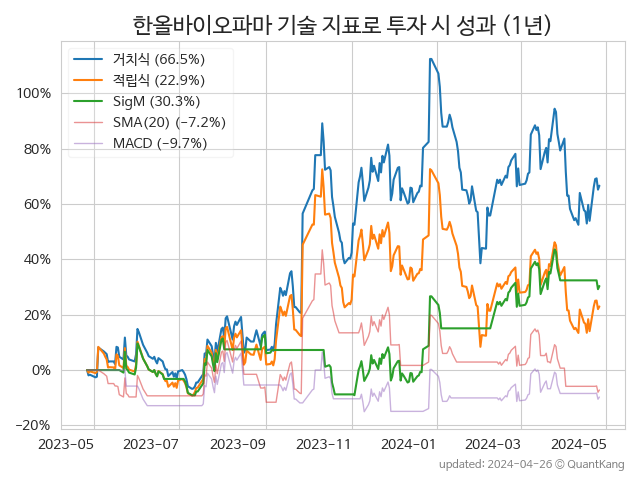 한올바이오파마 기술 지표로 투자 시 성과 (1년)
거치식 (66.5%)
적립식 (22.9%)
SigM (30.3%)
SMA(20) (−7.2%)
MACD (−9.7%)
100%
80%
60%
40%
20%
0%
−20%
2023-05 2023-07 2023-09 2023-11 2024-01 2024-03 2024-05
updated: 2024-04-26 ⓒ QuantKang